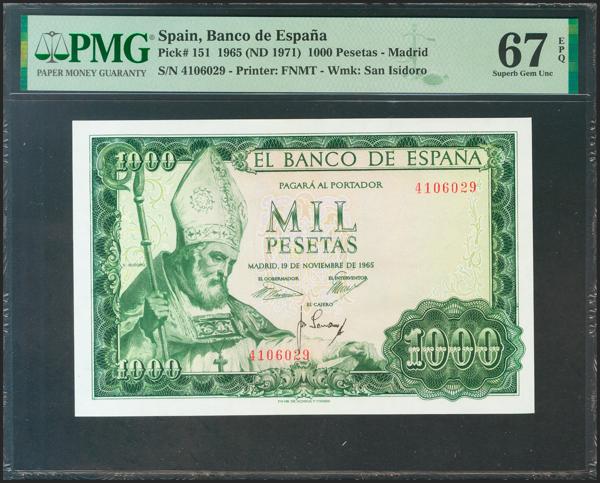 PMG
PAPER MONEY GUARANTY
Spain, Banco de España
Pick# 151 1965 (ND 1971) 1000 Pesetas - Madrid
S/N 4106029 - Printer: FNMT - Wmk: San Isidoro
67 EPQ
Superb Gem Unc
1000
EL BANCO DE ESPAÑA
PAGARÁ AL PORTADOR
4106029
MIL
PESETAS
MADRID, 19 DE NOVIEMBRE DE 1965
EL GOBERNADOR
EL INTERVENTOR
EL CAJERO
4106029
1000
1000